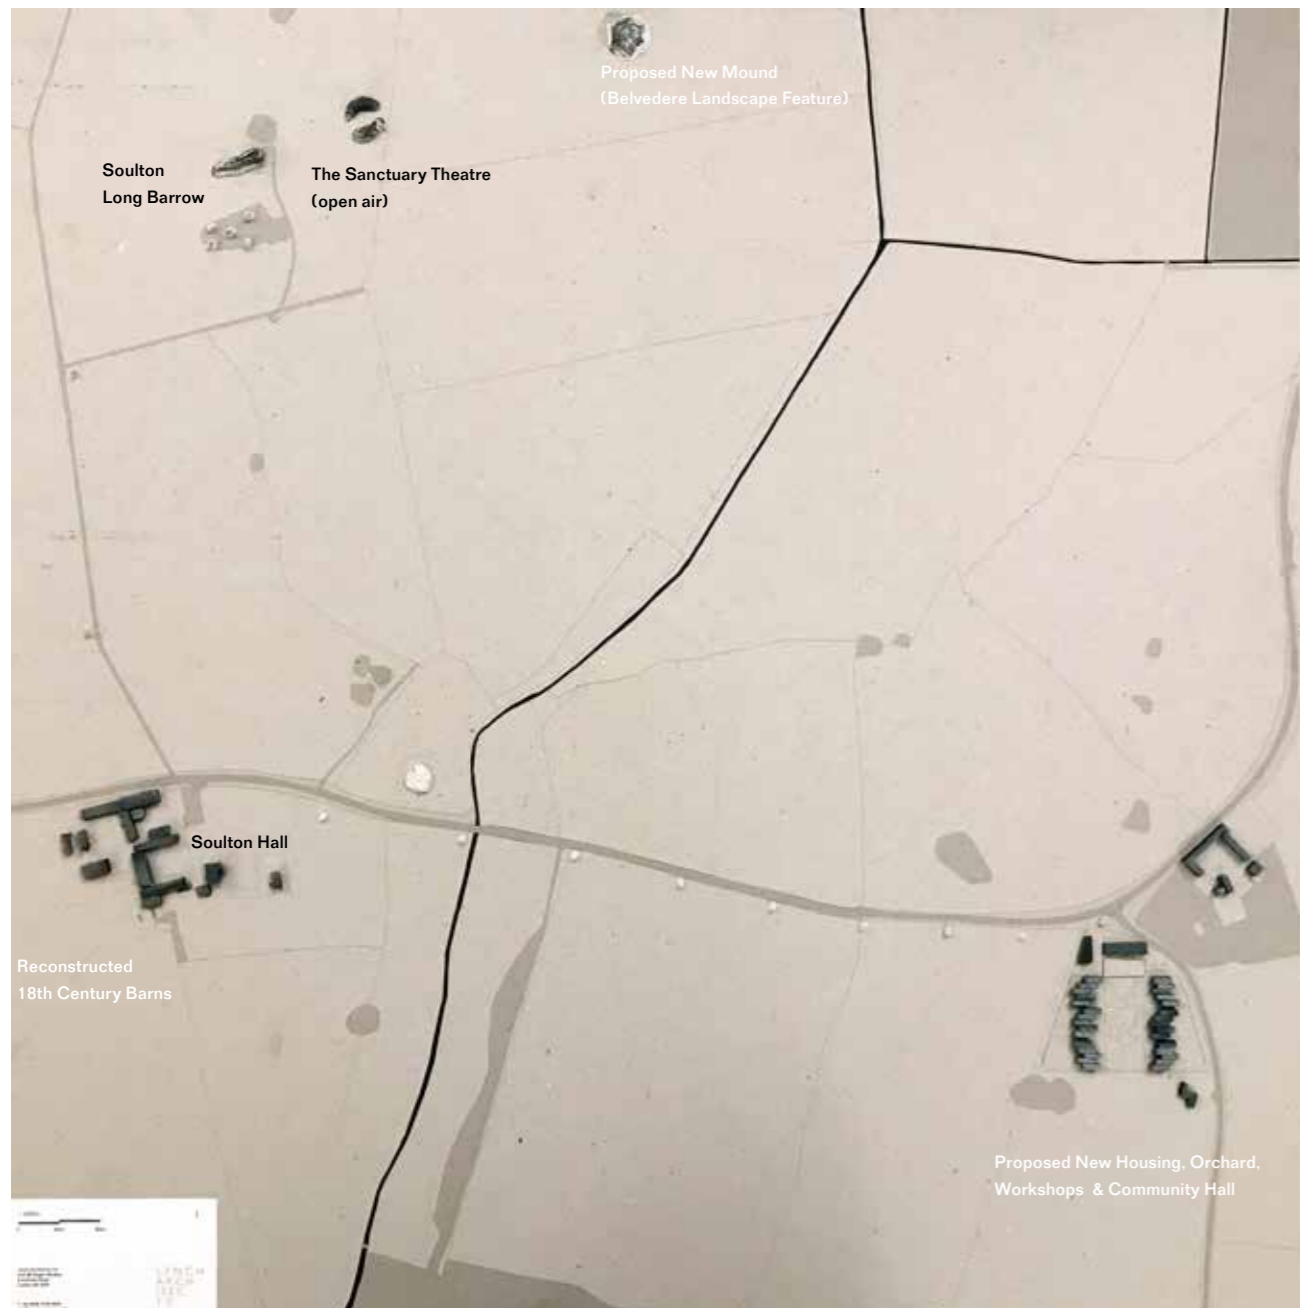 Proposed New Mound
(Belvedere Landscape Feature)
Soulton
Long Barrow
The Sanctuary Theatre
(open air)
Soulton Hall
Reconstructed
18th Century Barns
Proposed New Housing, Orchard,
Workshops & Community Hall